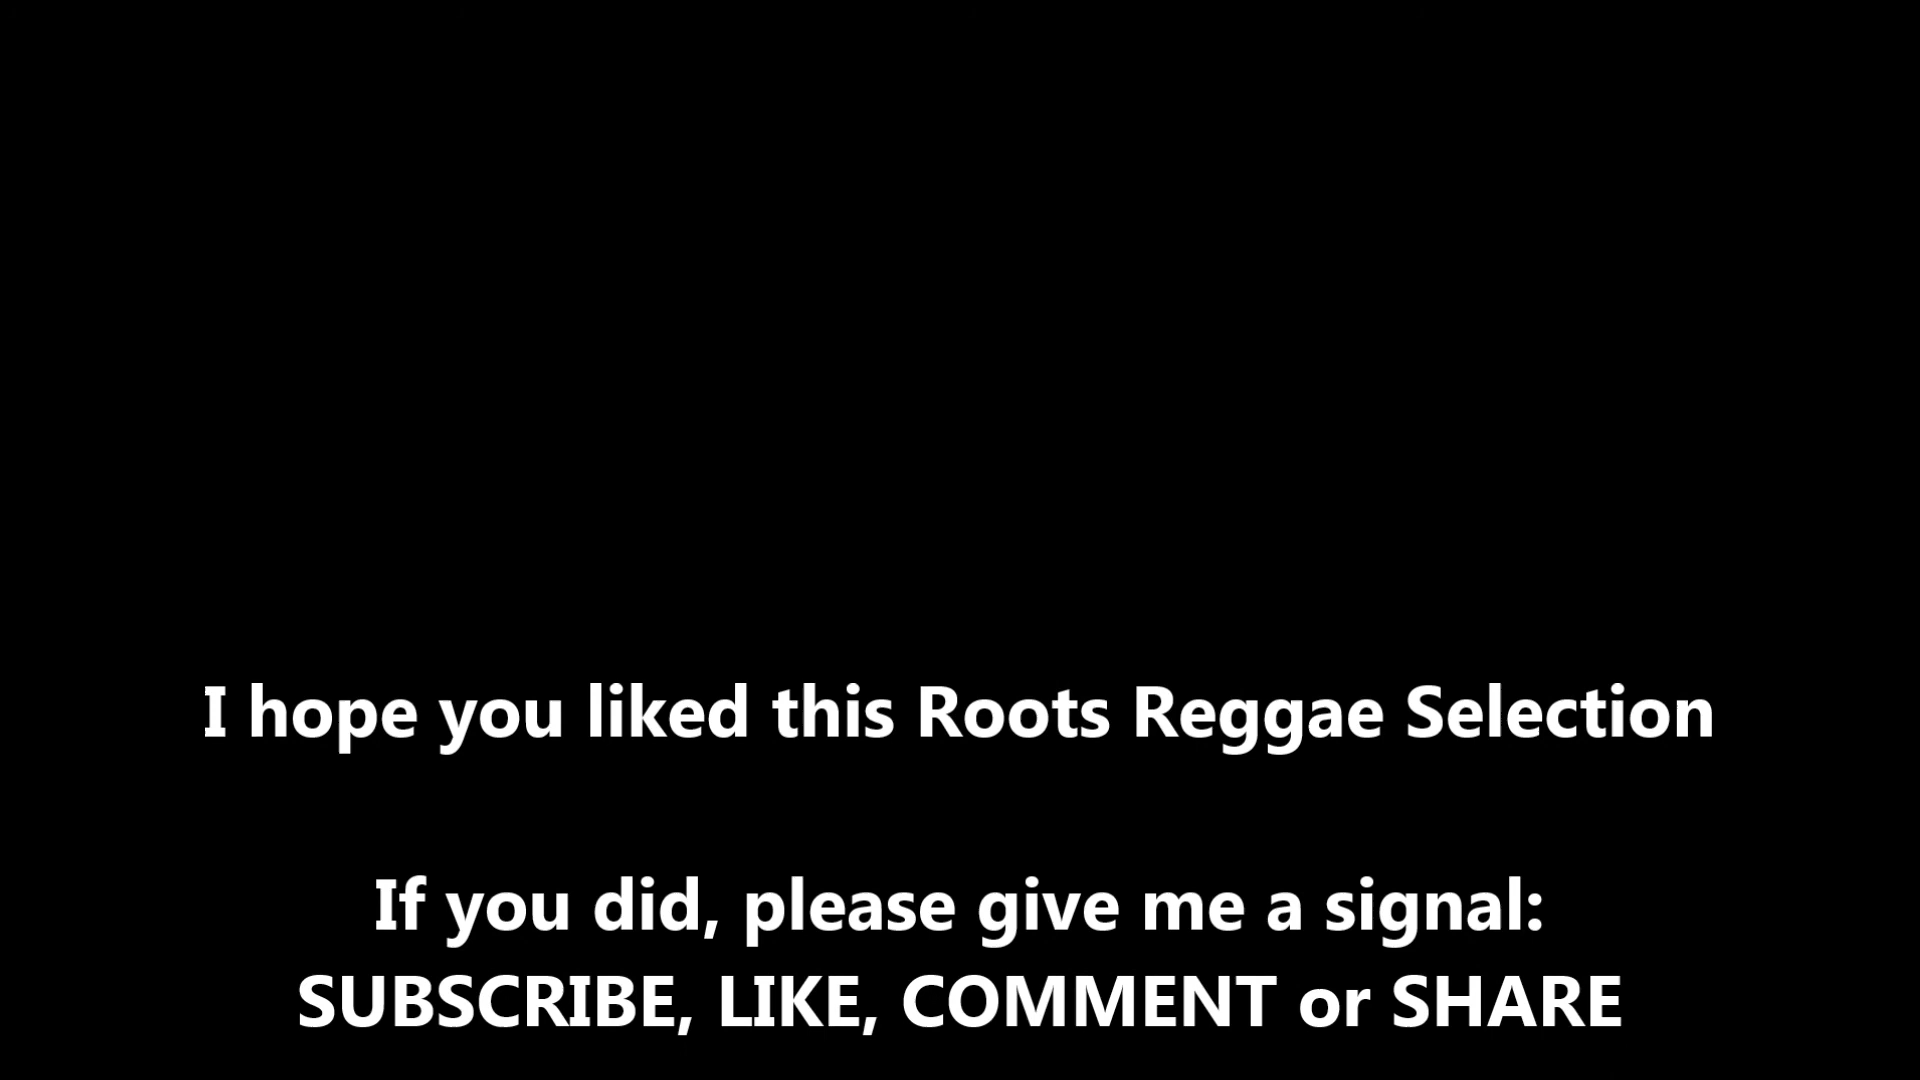 I hope you liked this Roots Reggae Selection
If you did, please give me a signal:
SUBSCRIBE, LIKE, COMMENT or SHARE